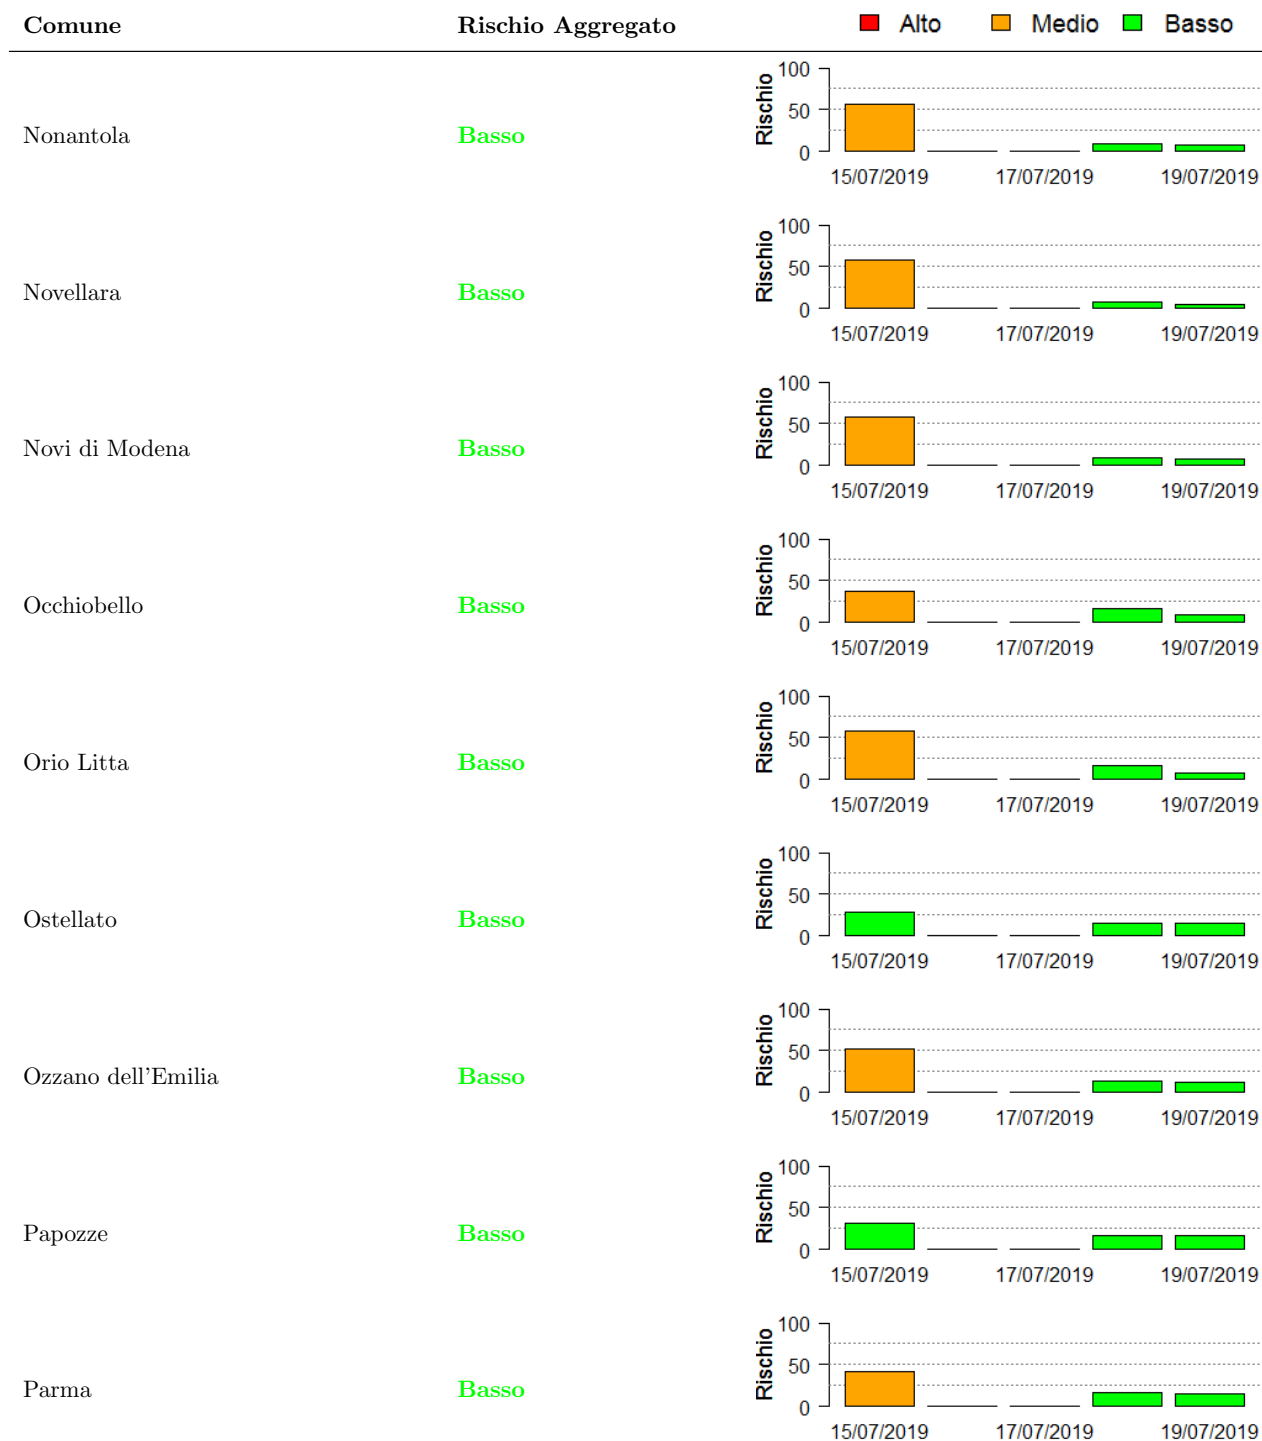 Comune Rischio Aggregato Alto Medio Basso
100
50
0
Rischio
Nonantola Basso
15/07/2019 17/07/2019 19/07/2019
100
50
0
Rischio
Novellara Basso
15/07/2019 17/07/2019 19/07/2019
100
50
0
Rischio
Novi di Modena Basso
15/07/2019 17/07/2019 19/07/2019
100
50
0
Rischio
Occhiobello Basso
15/07/2019 17/07/2019 19/07/2019
100
50
0
Rischio
Orio Litta Basso
15/07/2019 17/07/2019 19/07/2019
100
50
0
Rischio
Ostellato Basso
15/07/2019 17/07/2019 19/07/2019
100
50
0
Rischio
Ozzano dell'Emilia Basso
15/07/2019 17/07/2019 19/07/2019
100
50
0
Rischio
Papozze Basso
15/07/2019 17/07/2019 19/07/2019
100
50
0
Rischio
Parma Basso
15/07/2019 17/07/2019 19/07/2019